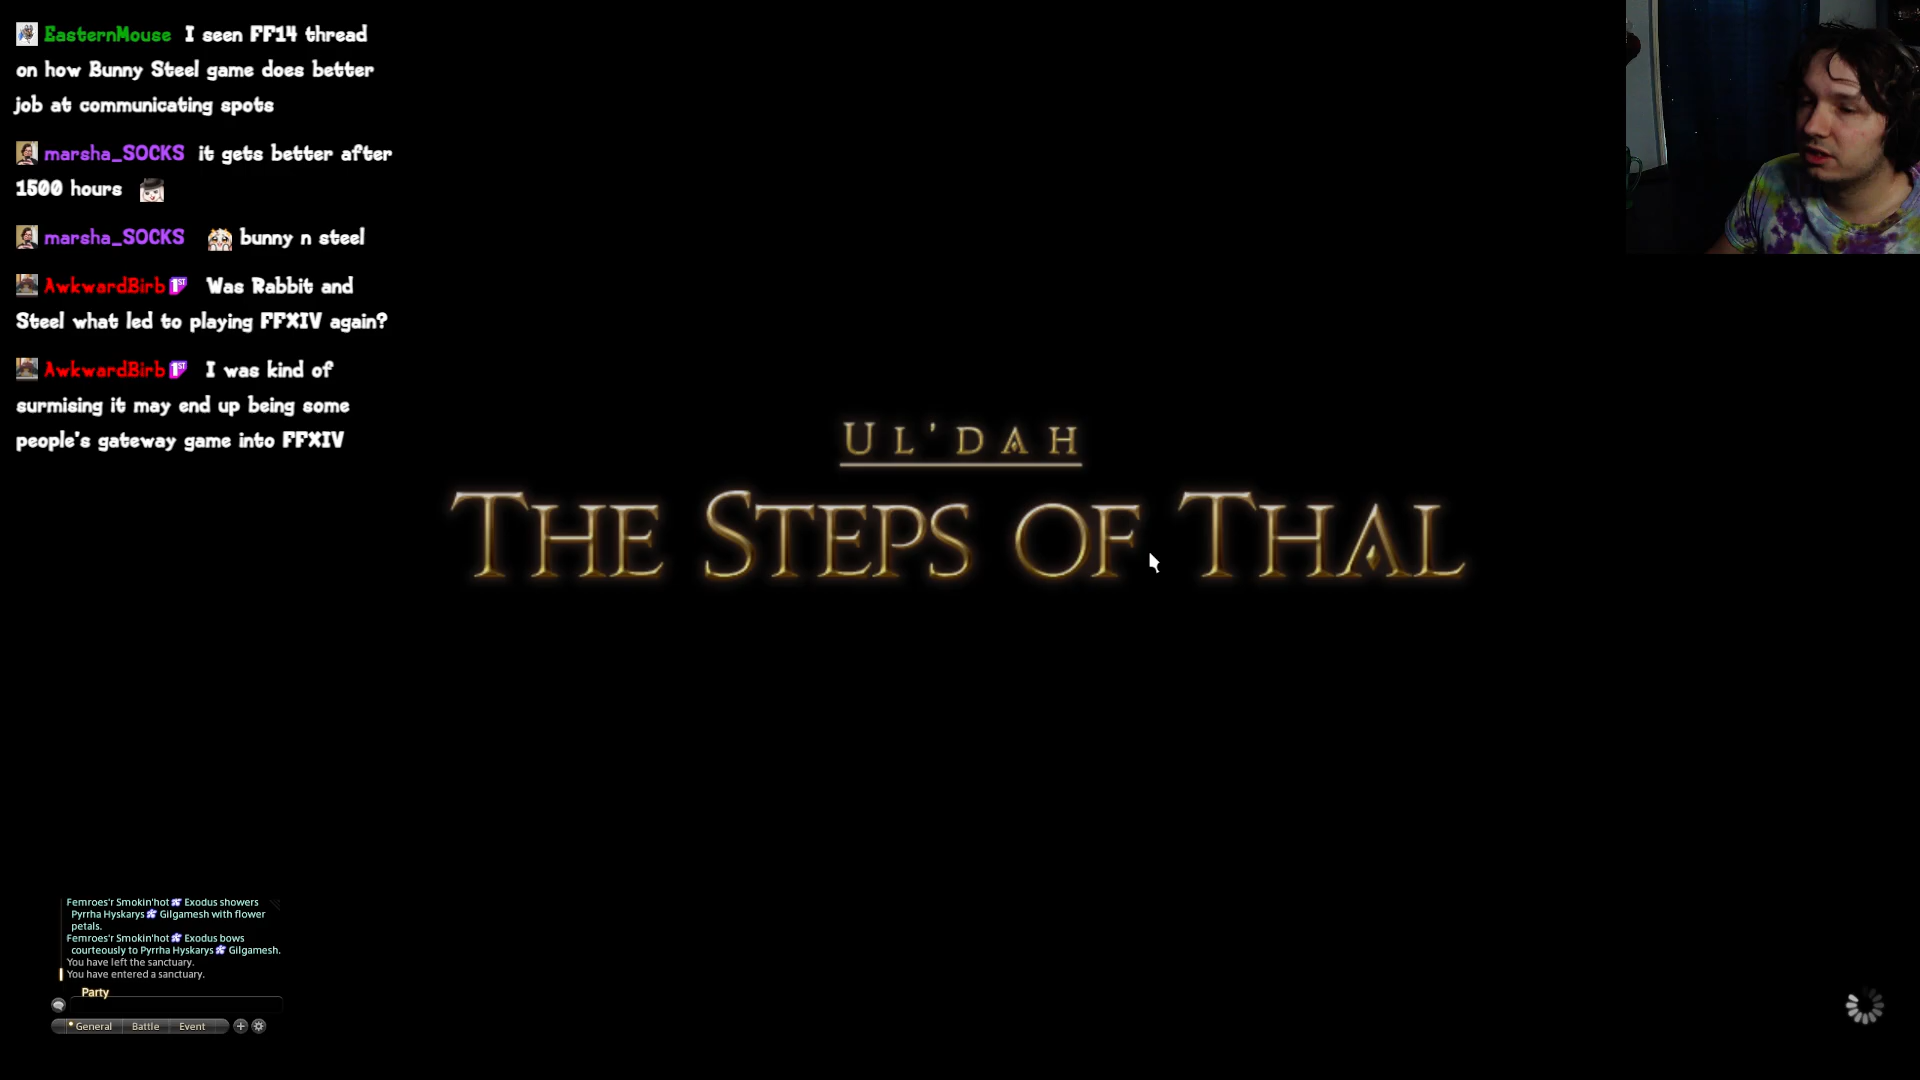 EasternMouse I seen FF14 thread
on how Bunny Steel game does better
job at communicating spots
marsha_SOCKS it gets better after
1500 hours
marsha_SOCKS bunny n steel
AwkwardBirb 1ST Was Rabbit and
Steel what led to playing FFXIV again?
AwkwardBirb 1ST I was kind of
surmising it may end up being some
people's gateway game into FFXIV
UL'DAH
THE STEPS OF THAL
Femroes'r Smokin'hot Exodus showers
Pyrrha Hyskarys Gilgamesh with flower
petals.
Femroes'r Smokin'hot Exodus bows
courteously to Pyrrha Hyskarys Gilgamesh.
You have left the sanctuary.
You have entered a sanctuary.
Party
General Battle Event